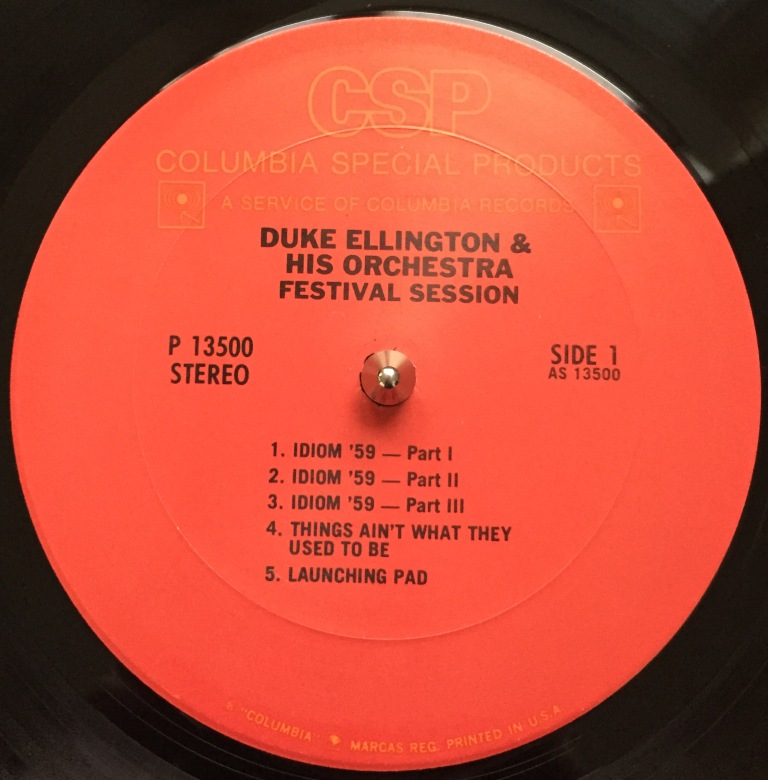 CSP
COLUMBIA SPECIAL PRODUCTS
A SERVICE OF COLUMBIA RECORDS
DUKE ELLINGTON &
HIS ORCHESTRA
FESTIVAL SESSION
P 13500
STEREO
SIDE 1
AS 13500
1. IDIOM '59 — Part I
2. IDIOM '59 — Part II
3. IDIOM '59 — Part III
4. THINGS AIN'T WHAT THEY
USED TO BE
5. LAUNCHING PAD
"COLUMBIA" MARCAS REG. PRINTED IN U.S.A.